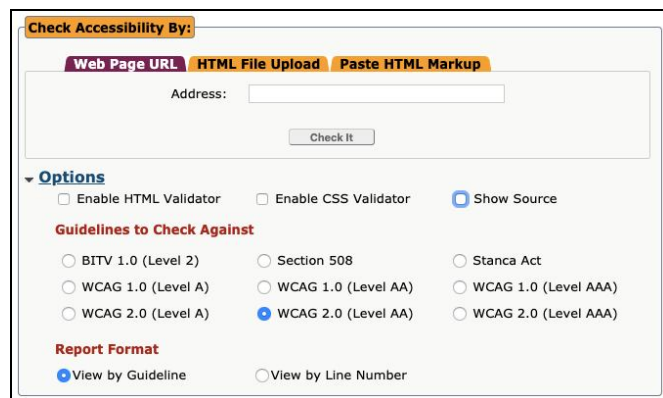 Check Accessibility By:
Web Page URL HTML File Upload Paste HTML Markup
Address:
Check It
Options
Enable HTML Validator Enable CSS Validator Show Source
Guidelines to Check Against
BITV 1.0 (Level 2) Section 508 Stanca Act
WCAG 1.0 (Level A) WCAG 1.0 (Level AA) WCAG 1.0 (Level AAA)
WCAG 2.0 (Level A) WCAG 2.0 (Level AA) WCAG 2.0 (Level AAA)
Report Format
View by Guideline View by Line Number